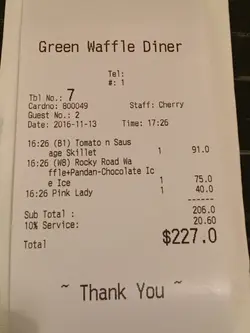 Green Waffle Diner
Tel:
#: 1
Tbl No.: 7
Cardno: 800049 Staff: Cherry
Guest No.: 2
Date: 2016-11-13 Time: 17:26
16:26 (B1) Tomato n Saus
age Skillet 1 91.0
16:26 (W8) Rocky Road Wa
ffle+Pandan-Chocolate Ic
e Ice 1 75.0
16:26 Pink Lady 1 40.0
------
Sub Total : 206.0
10% Service: 20.60
Total $227.0
~ Thank You ~